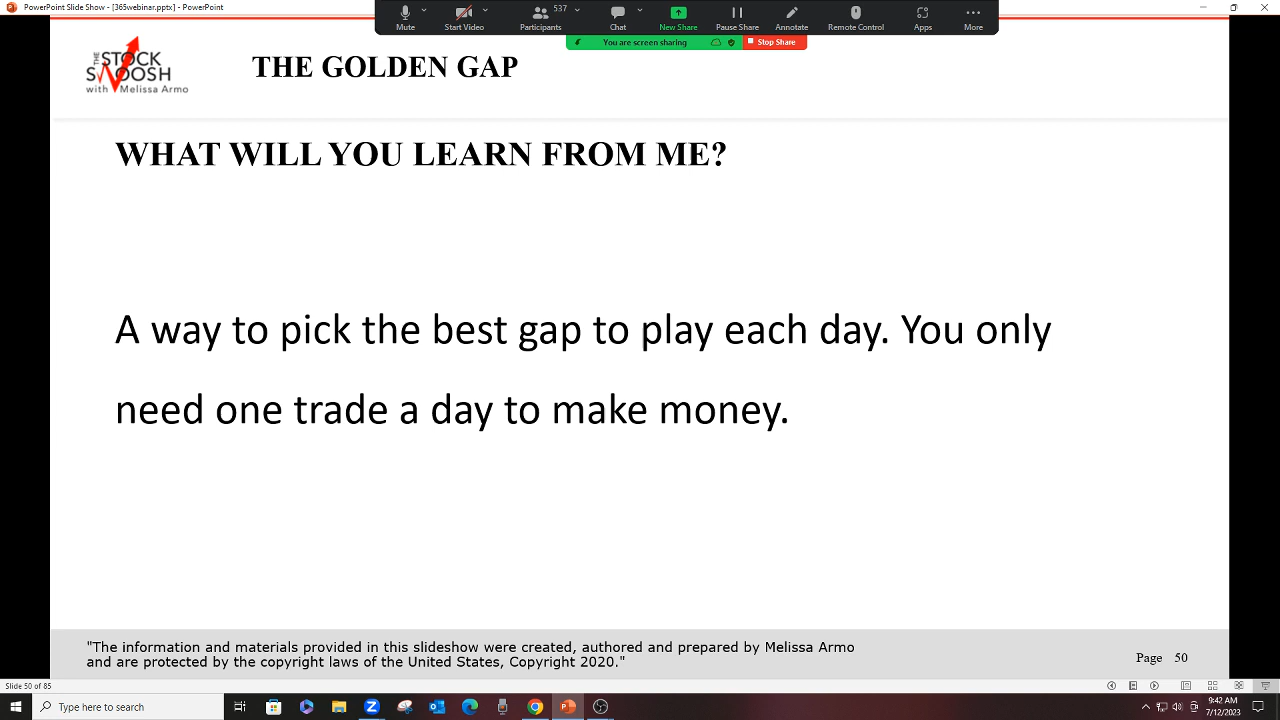 PowerPoint Slide Show - [365webinar.pptx] - PowerPoint
Mute
Start Video
537
Participants
Chat
New Share
Pause Share
Annotate
Remote Control
Apps
More
You are screen sharing
Stop Share
THE STOCK
SWOOSH
with Melissa Armo
THE GOLDEN GAP
WHAT WILL YOU LEARN FROM ME?
A way to pick the best gap to play each day. You only
need one trade a day to make money.
"The information and materials provided in this slideshow were created, authored and prepared by Melissa Armo
and are protected by the copyright laws of the United States, Copyright 2020."
Page 50
Slide 50 of 85
Type here to search
9:42 AM
7/12/2023